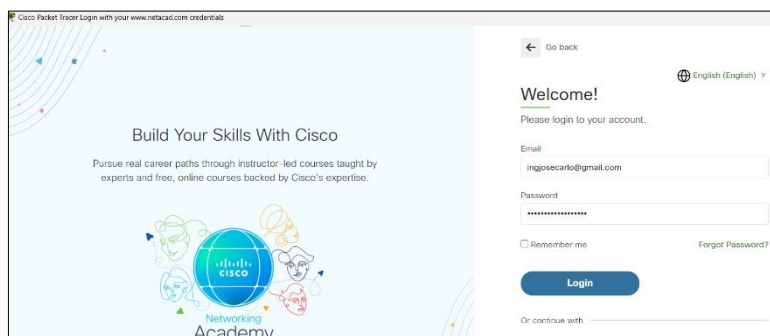 Cisco Packet Tracer Login with your www.netacad.com credentials
Go back
English (English)
Welcome!
Please login to your account.
Email
ingjosecarlo@gmail.com
Password
•••••••••••••••••
Remember me
Forgot Password?
Login
Or continue with
Build Your Skills With Cisco
Pursue real career paths through instructor-led courses taught by
experts and free, online courses backed by Cisco's expertise.
CISCO
Networking
Academy